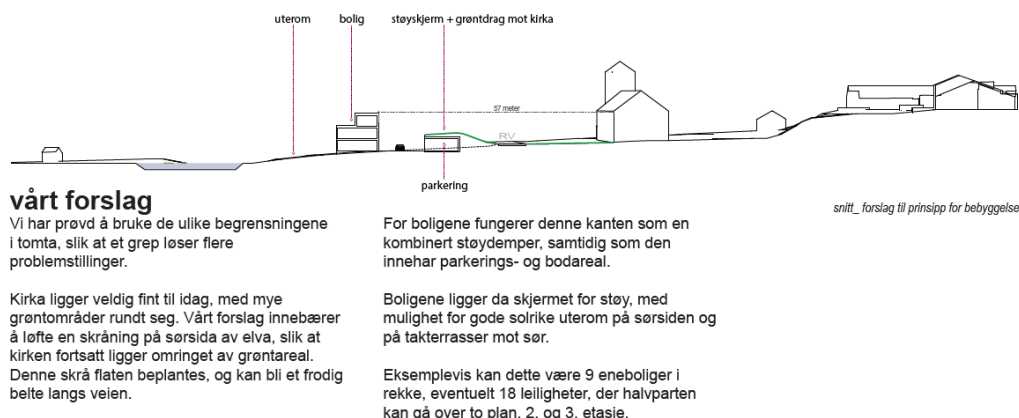 uterom
bolig
støyskjerm + grøntdrag mot kirka
57 meter
RV
parkering
snitt_ forslag til prinsipp for bebyggelse
vårt forslag
Vi har prøvd å bruke de ulike begrensningene
i tomta, slik at et grep løser flere
problemstillinger.
Kirka ligger veldig fint til idag, med mye
grøntområder rundt seg. Vårt forslag innebærer
å løfte en skråning på sørsida av elva, slik at
kirken fortsatt ligger omringet av grøntareal.
Denne skrå flaten beplantes, og kan bli et frodig
belte langs veien.
For boligene fungerer denne kanten som en
kombinert støydemper, samtidig som den
innehar parkerings- og bodareal.
Boligene ligger da skjermet for støy, med
mulighet for gode solrike uterom på sørsiden og
på takterrasser mot sør.
Eksemplevis kan dette være 9 eneboliger i
rekke, eventuelt 18 leiligheter, der halvparten
kan gå over to plan, 2. og 3. etasje.